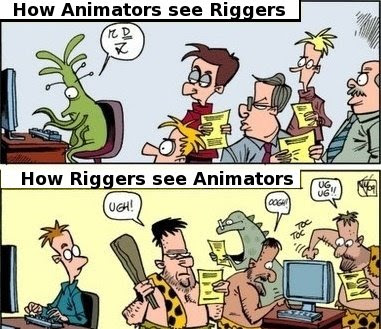 How Animators see Riggers
How Riggers see Animators
UGH!
OOGH!
TOC
TOC
UG
UG!!